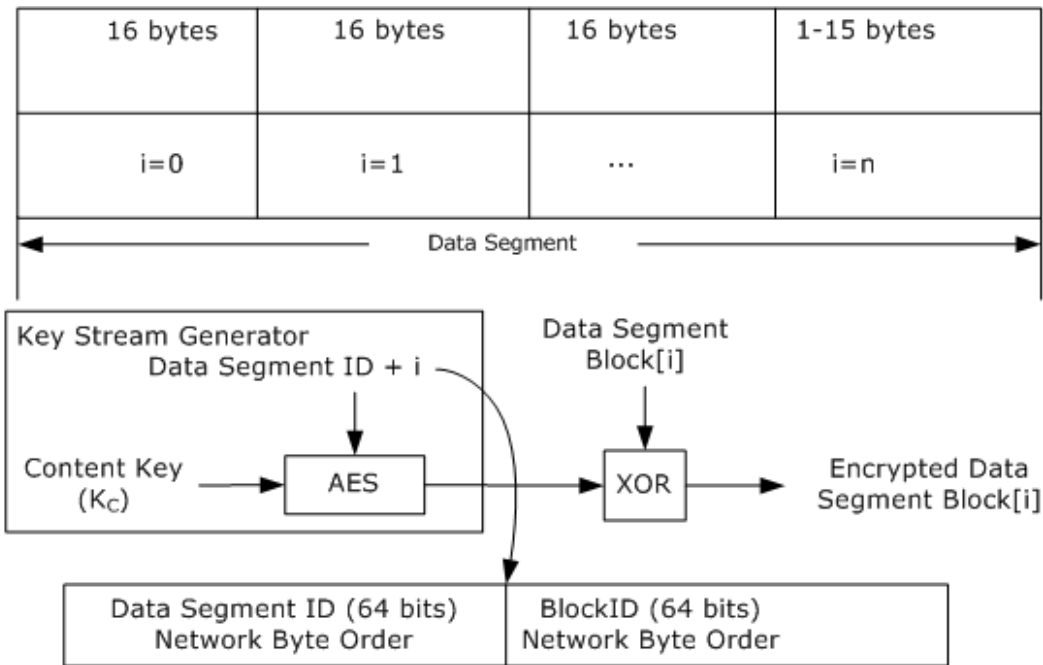 16 bytes 16 bytes 16 bytes 1-15 bytes
i=0 i=1 ... i=n
Data Segment
Key Stream Generator
Data Segment ID + i
Data Segment
Block[i]
Content Key
(KC)
AES
XOR
Encrypted Data
Segment Block[i]
Data Segment ID (64 bits)
Network Byte Order
BlockID (64 bits)
Network Byte Order